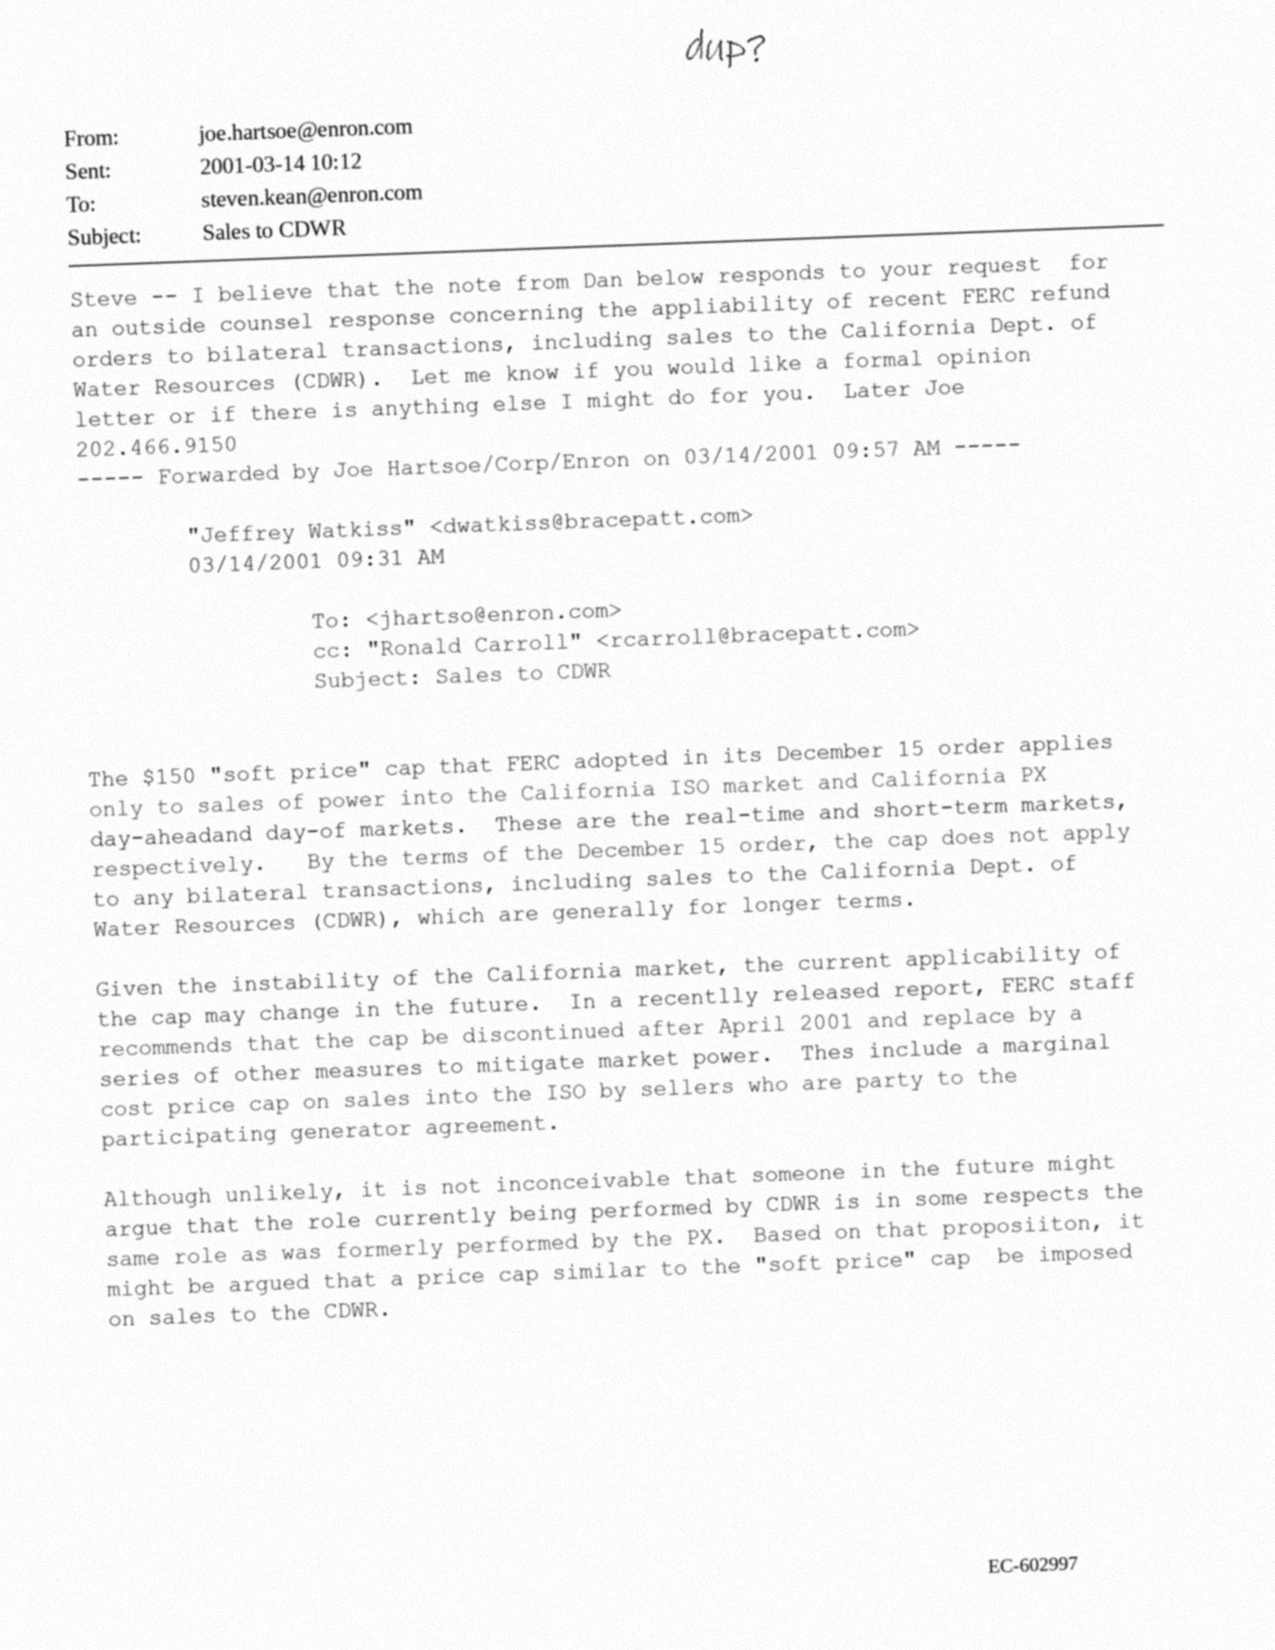 dup?
From: joe.hartsoe@enron.com
Sent: 2001-03-14 10:12
To: steven.kean@enron.com
Subject: Sales to CDWR
Steve -- I believe that the note from Dan below responds to your request  for
an outside counsel response concerning the appliability of recent FERC refund
orders to bilateral transactions, including sales to the California Dept. of
Water Resources (CDWR).  Let me know if you would like a formal opinion
letter or if there is anything else I might do for you.  Later Joe
202.466.9150
----- Forwarded by Joe Hartsoe/Corp/Enron on 03/14/2001 09:57 AM -----
"Jeffrey Watkiss" <dwatkiss@bracepatt.com>
03/14/2001 09:31 AM
To: <jhartso@enron.com>
cc: "Ronald Carroll" <rcarroll@bracepatt.com>
Subject: Sales to CDWR
The $150 "soft price" cap that FERC adopted in its December 15 order applies
only to sales of power into the California ISO market and California PX
day-aheadand day-of markets.  These are the real-time and short-term markets,
respectively.   By the terms of the December 15 order, the cap does not apply
to any bilateral transactions, including sales to the California Dept. of
Water Resources (CDWR), which are generally for longer terms.
Given the instability of the California market, the current applicability of
the cap may change in the future.  In a recentlly released report, FERC staff
recommends that the cap be discontinued after April 2001 and replace by a
series of other measures to mitigate market power.  Thes include a marginal
cost price cap on sales into the ISO by sellers who are party to the
participating generator agreement.
Although unlikely, it is not inconceivable that someone in the future might
argue that the role currently being performed by CDWR is in some respects the
same role as was formerly performed by the PX.  Based on that proposiiton, it
might be argued that a price cap similar to the "soft price" cap  be imposed
on sales to the CDWR.
EC-602997